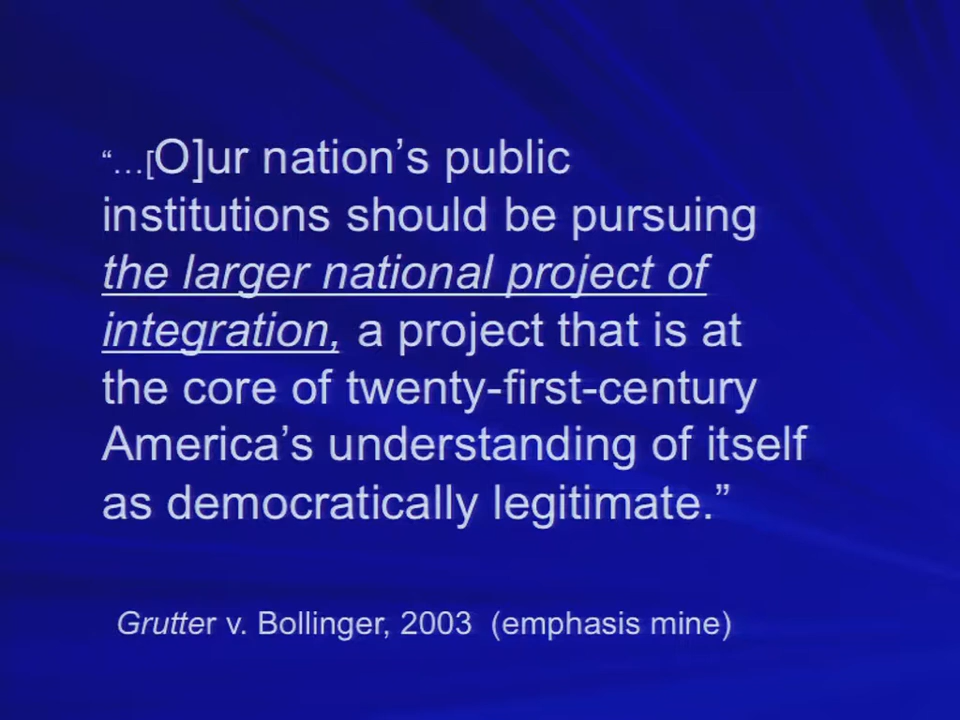 “…[O]ur nation’s public
institutions should be pursuing
the larger national project of
integration, a project that is at
the core of twenty-first-century
America’s understanding of itself
as democratically legitimate.”
Grutter v. Bollinger, 2003 (emphasis mine)